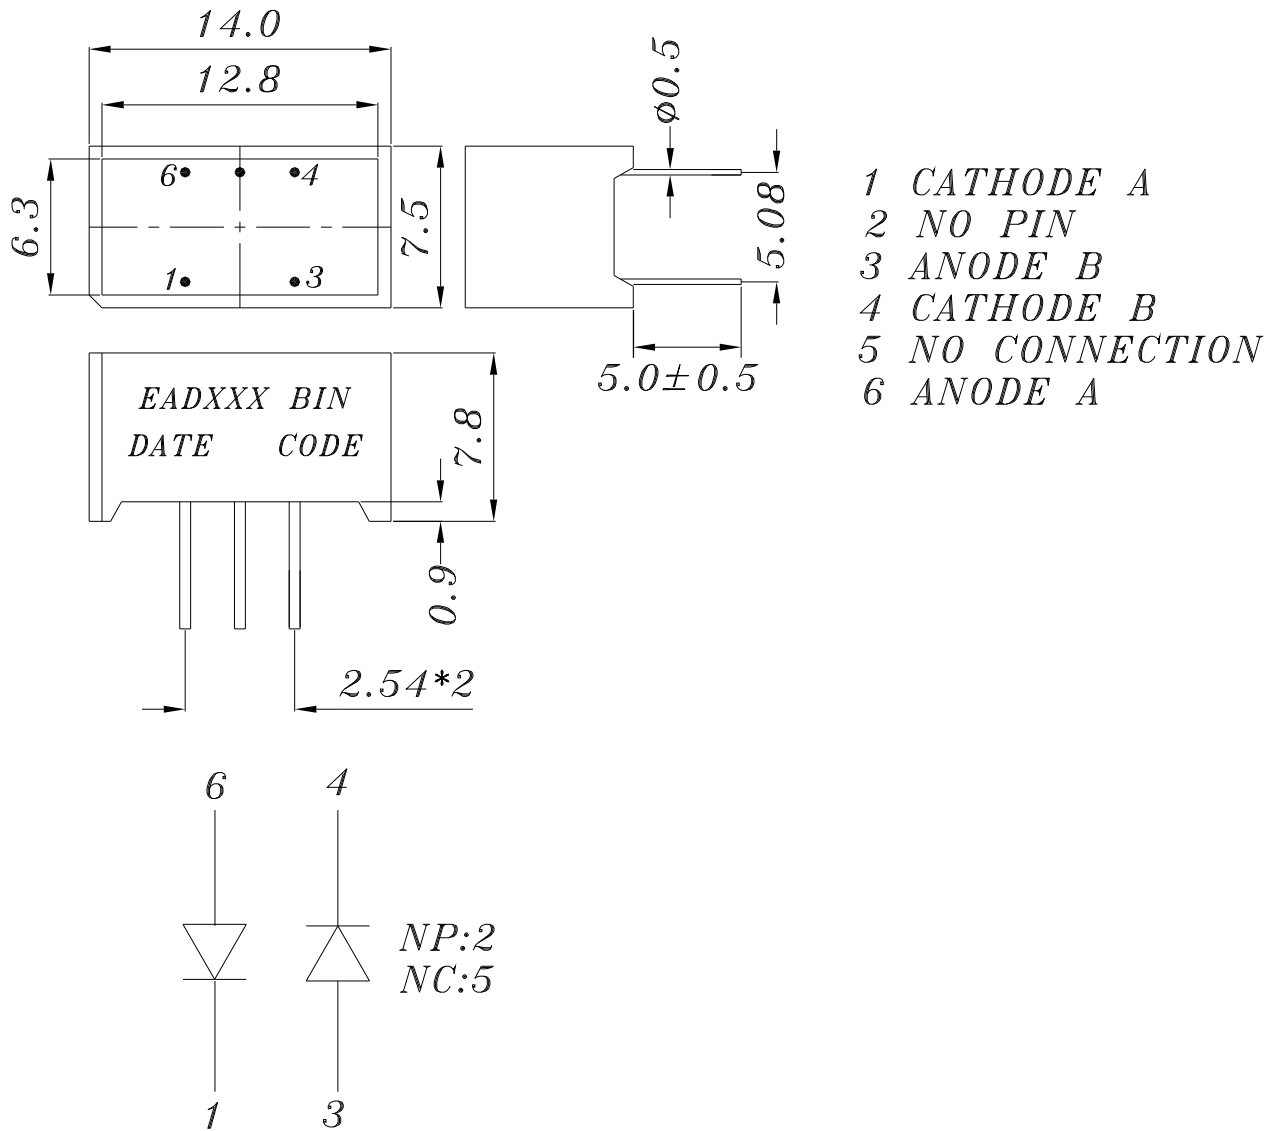 14.0
12.8
ø0.5
6
4
1
3
6.3
7.5
5.08
5.0±0.5
1 CATHODE A
2 NO PIN
3 ANODE B
4 CATHODE B
5 NO CONNECTION
6 ANODE A
EADXXX BIN
DATE CODE
7.8
0.9
2.54*2
6
4
NP:2
NC:5
1
3